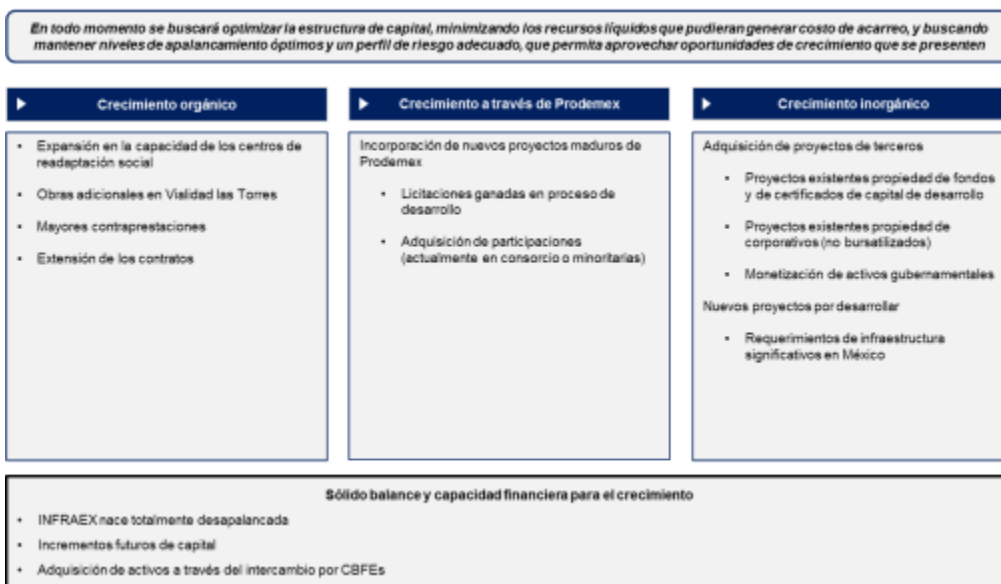 En todo momento se buscará optimizar la estructura de capital, minimizando los recursos líquidos que pudieran generar costo de acarreo, y buscando
mantener niveles de apalancamiento óptimos y un perfil de riesgo adecuado, que permita aprovechar oportunidades de crecimiento que se presenten
Crecimiento orgánico
• Expansión en la capacidad de los centros de
readaptación social
• Obras adicionales en Vialidad las Torres
• Mayores contraprestaciones
• Extensión de los contratos
Crecimiento a través de Prodemex
Incorporación de nuevos proyectos maduros de
Prodemex
• Licitaciones ganadas en proceso de
desarrollo
• Adquisición de participaciones
(actualmente en consorcio o minoritarias)
Crecimiento inorgánico
Adquisición de proyectos de terceros
• Proyectos existentes propiedad de fondos
y de certificados de capital de desarrollo
• Proyectos existentes propiedad de
corporativos (no bursatilizados)
• Monetización de activos gubernamentales
Nuevos proyectos por desarrollar
• Requerimientos de infraestructura
significativos en México
Sólido balance y capacidad financiera para el crecimiento
• INFRAEX nace totalmente desapalancada
• Incrementos futuros de capital
• Adquisición de activos a través del intercambio por CBFEs